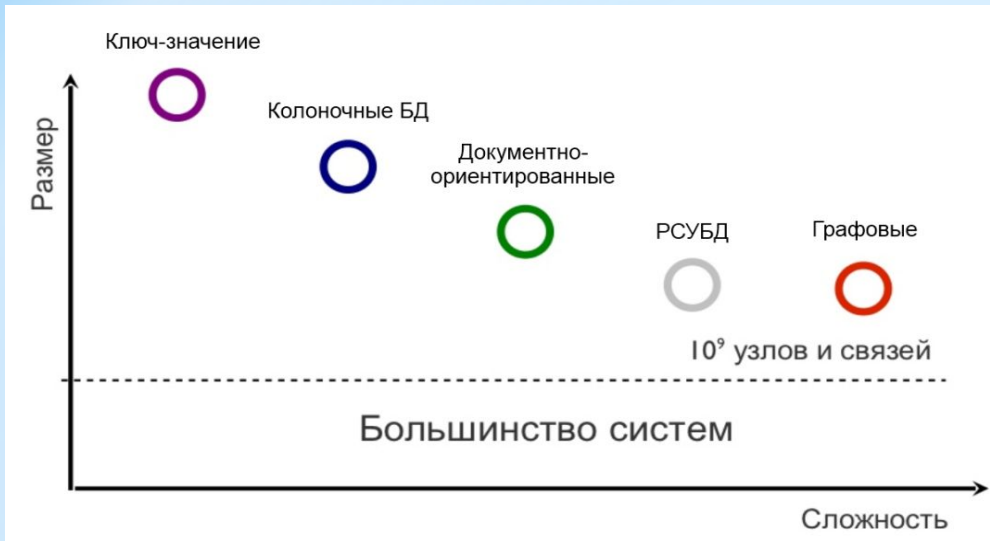 Ключ-значение
Колоночные БД
Документно-
ориентированные
РСУБД
Графовые
Размер
10⁹ узлов и связей
Большинство систем
Сложность